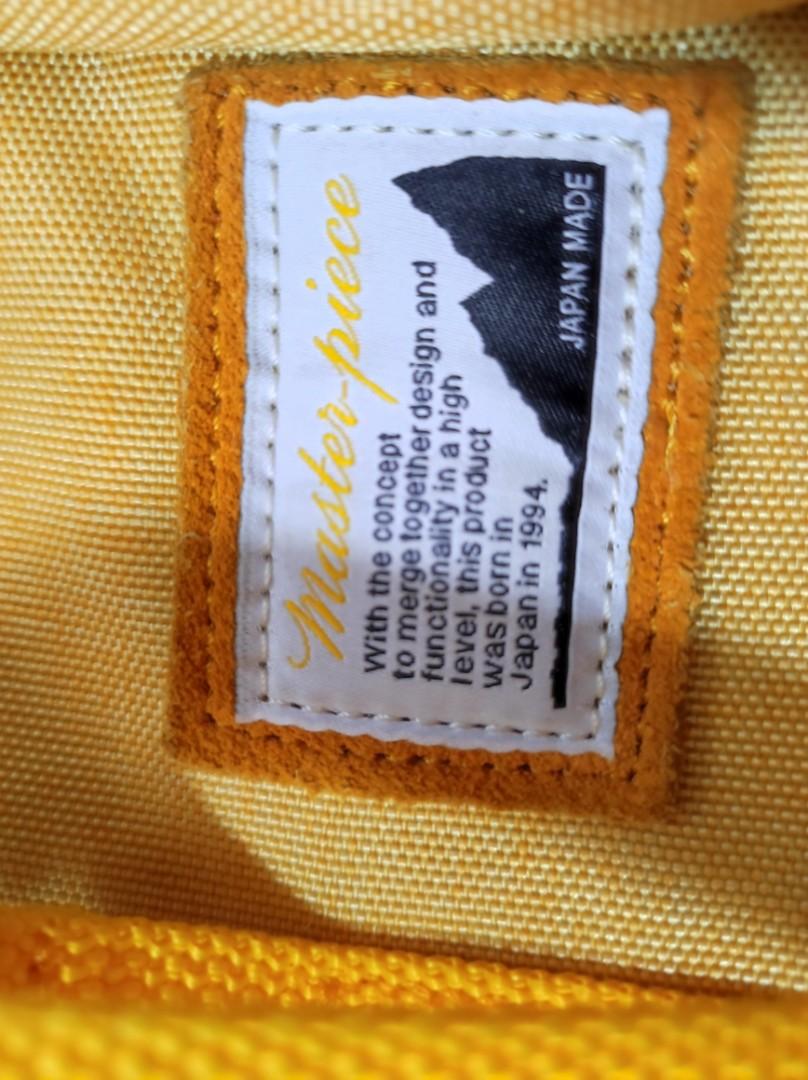 Master-piece
With the concept
to merge together design and
functionality in a high
level, this product
was born in
Japan in 1994.
JAPAN MADE